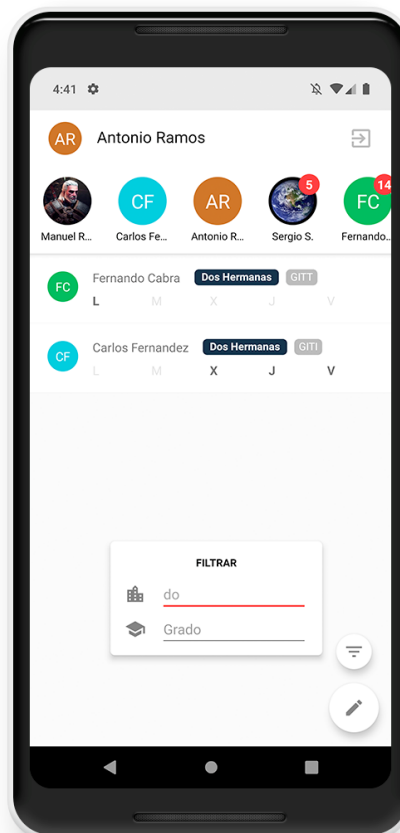 4:41
AR Antonio Ramos
CF AR 5 FC 14
Manuel R... Carlos Fe... Antonio R... Sergio S. Fernando...
FC Fernando Cabra Dos Hermanas GITT
L M X J V
CF Carlos Fernandez Dos Hermanas GITI
L M X J V
FILTRAR
do
Grado